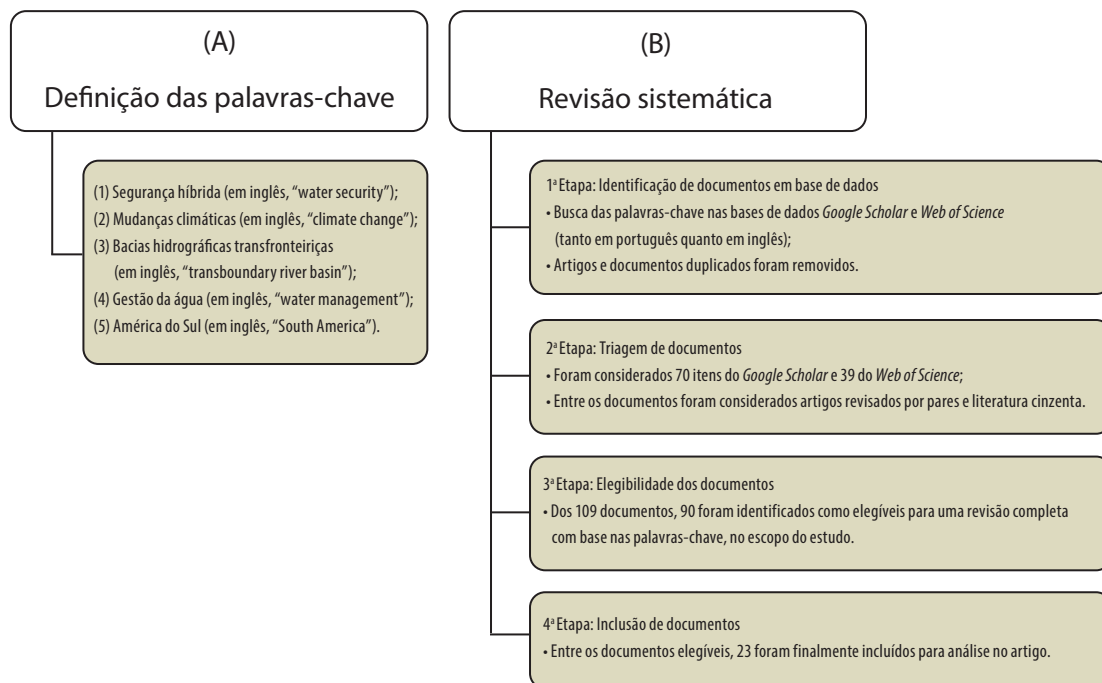 (A)
Definição das palavras-chave
(1) Segurança híbrida (em inglês, “water security”);
(2) Mudanças climáticas (em inglês, “climate change”);
(3) Bacias hidrográficas transfronteiriças
(em inglês, “transboundary river basin”);
(4) Gestão da água (em inglês, “water management”);
(5) América do Sul (em inglês, “South America”).
(B)
Revisão sistemática
1ª Etapa: Identificação de documentos em base de dados
• Busca das palavras-chave nas bases de dados Google Scholar e Web of Science
(tanto em português quanto em inglês);
• Artigos e documentos duplicados foram removidos.
2ª Etapa: Triagem de documentos
• Foram considerados 70 itens do Google Scholar e 39 do Web of Science;
• Entre os documentos foram considerados artigos revisados por pares e literatura cinzenta.
3ª Etapa: Elegibilidade dos documentos
• Dos 109 documentos, 90 foram identificados como elegíveis para uma revisão completa
com base nas palavras-chave, no escopo do estudo.
4ª Etapa: Inclusão de documentos
• Entre os documentos elegíveis, 23 foram finalmente incluídos para análise no artigo.